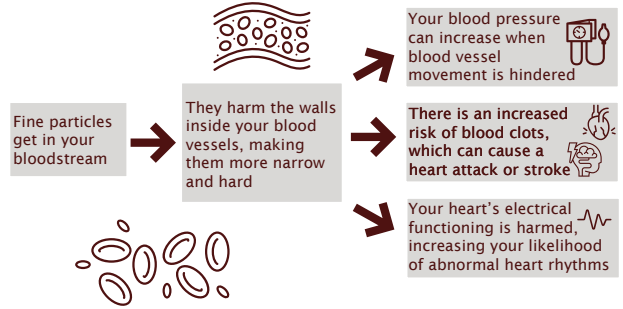 Fine particles
get in your
bloodstream
They harm the walls
inside your blood
vessels, making
them more narrow
and hard
Your blood pressure
can increase when
blood vessel
movement is hindered
There is an increased
risk of blood clots,
which can cause a
heart attack or stroke
Your heart's electrical
functioning is harmed,
increasing your likelihood
of abnormal heart rhythms